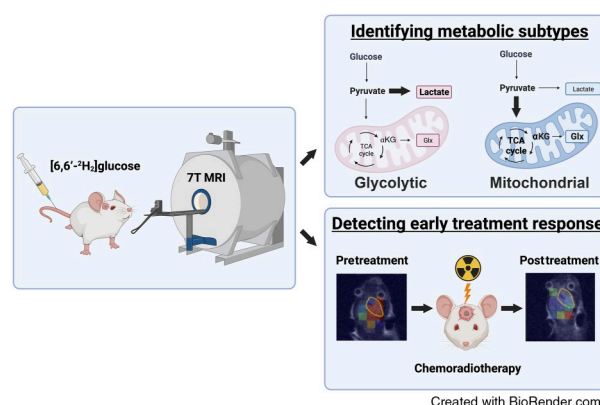 [6,6′-²H₂]glucose
7T MRI
Identifying metabolic subtypes
Glucose
Pyruvate
Lactate
TCA
cycle
αKG
Glx
Glycolytic
Glucose
Pyruvate
Lactate
TCA
cycle
αKG
Glx
Mitochondrial
Detecting early treatment response
Pretreatment
Posttreatment
Chemoradiotherapy
Created with BioRender.com